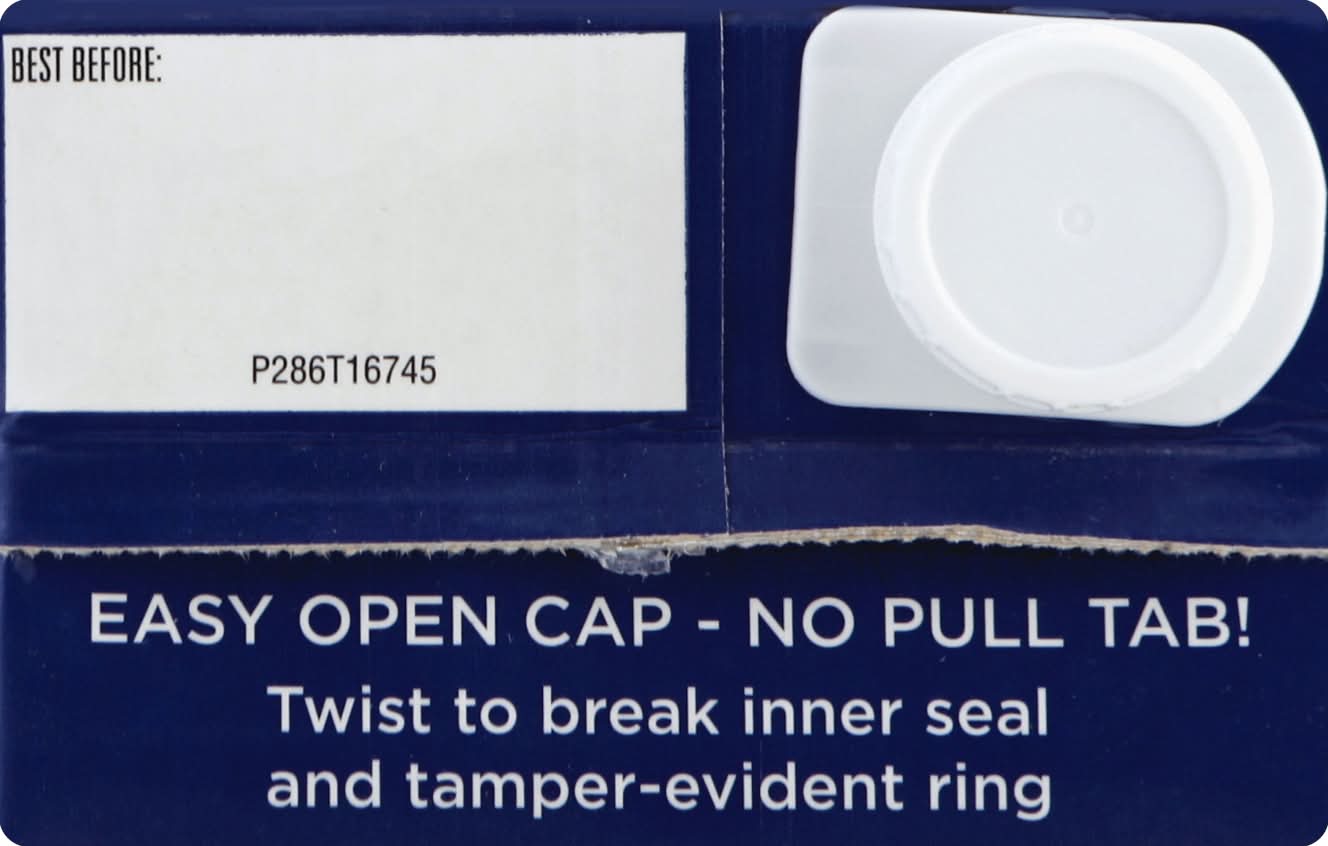 BEST BEFORE:
P286T16745
EASY OPEN CAP - NO PULL TAB!
Twist to break inner seal
and tamper-evident ring